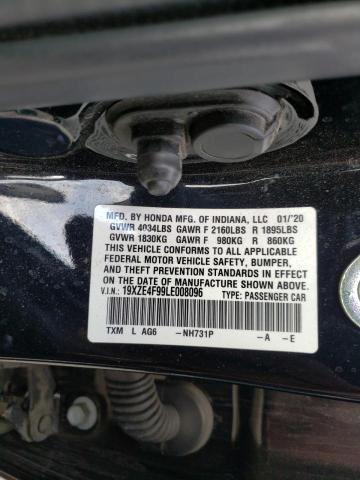 MFD. BY HONDA MFG. OF INDIANA, LLC 01/'20
GVWR 4034LBS GAWR F 2160LBS R 1895LBS
GVWR 1830KG GAWR F 980KG R 860KG
THIS VEHICLE CONFORMS TO ALL APPLICABLE
FEDERAL MOTOR VEHICLE SAFETY, BUMPER,
AND THEFT PREVENTION STANDARDS IN EFFECT
ON THE DATE OF MANUFACTURE SHOWN ABOVE.
V.I.N.: 19XZE4F99LE008096 TYPE: PASSENGER CAR
TXM L AG6 -NH731P -A -E